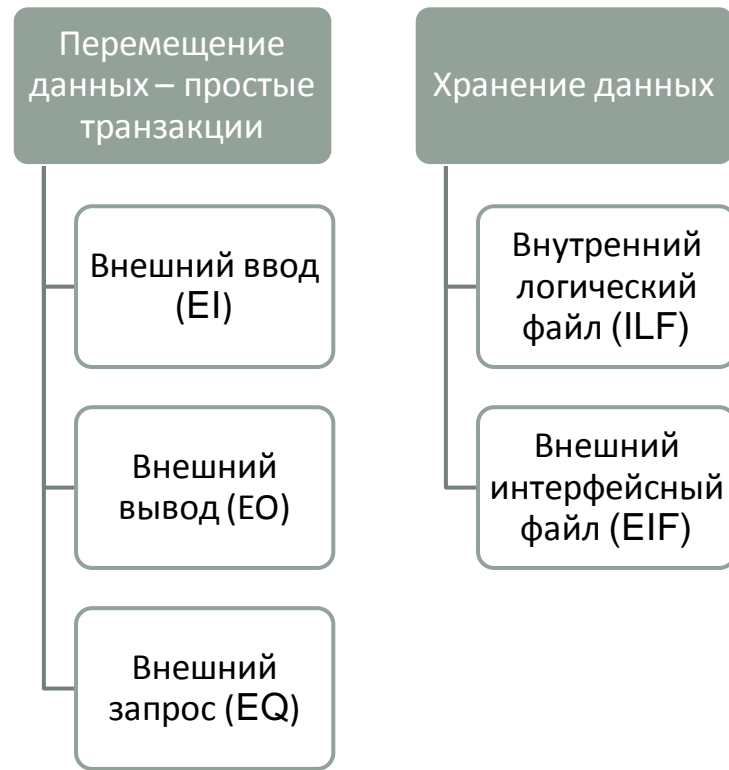 Перемещение
данных – простые
транзакции
Внешний ввод
(EI)
Внешний
вывод (EO)
Внешний
запрос (EQ)
Хранение данных
Внутренний
логический
файл (ILF)
Внешний
интерфейсный
файл (EIF)